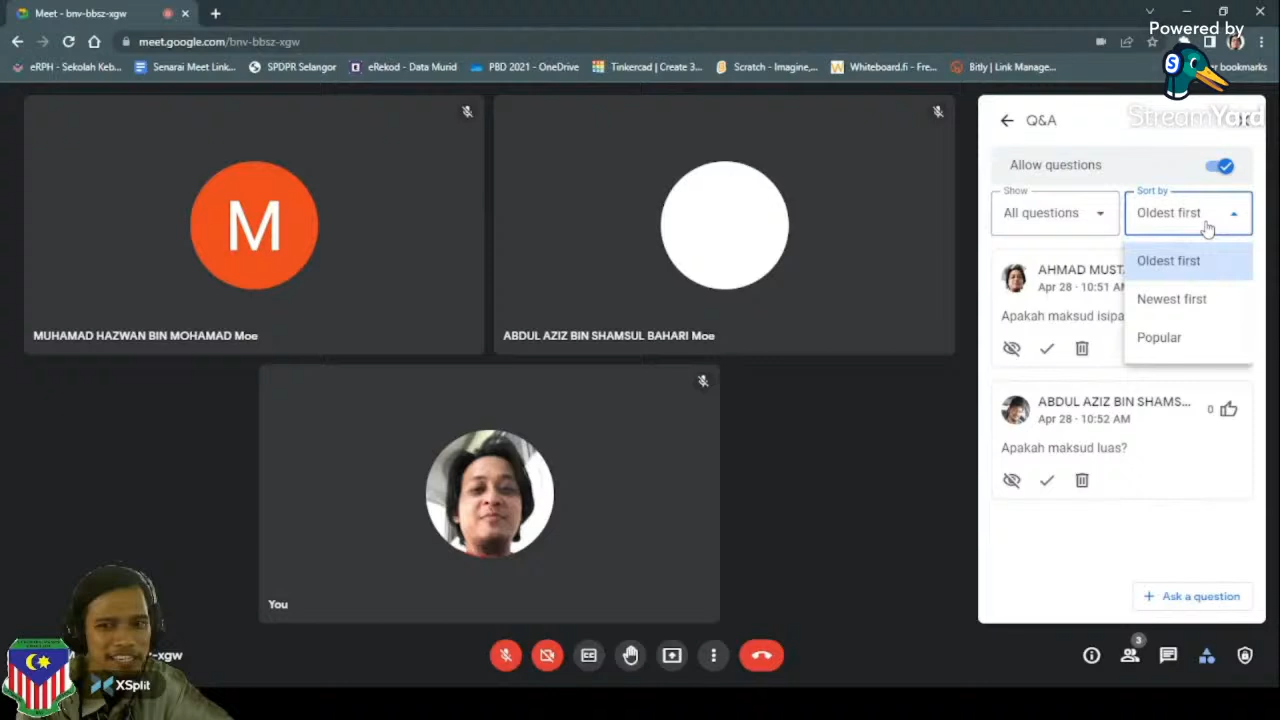 Meet - bnv-bbsz-xgw
Powered by
meet.google.com/bnv-bbsz-xgw
eRPH - Sekolah Keb...
Senarai Meet Link...
SPDPR Selangor
eRekod - Data Murid
PBD 2021 - OneDrive
Tinkercad | Create 3...
Scratch - Imagine,...
Whiteboard.fi - Fre...
Bitly | Link Manage...
bookmarks
StreamYard
Q&A
Allow questions
Show
All questions
Sort by
Oldest first
Oldest first
Newest first
Popular
AHMAD MUST
Apr 28 · 10:51 AM
Apakah maksud isipa
ABDUL AZIZ BIN SHAMS...
0
Apr 28 · 10:52 AM
Apakah maksud luas?
Ask a question
M
MUHAMAD HAZWAN BIN MOHAMAD Moe
ABDUL AZIZ BIN SHAMSUL BAHARI Moe
You
-xgw
XSplit
3